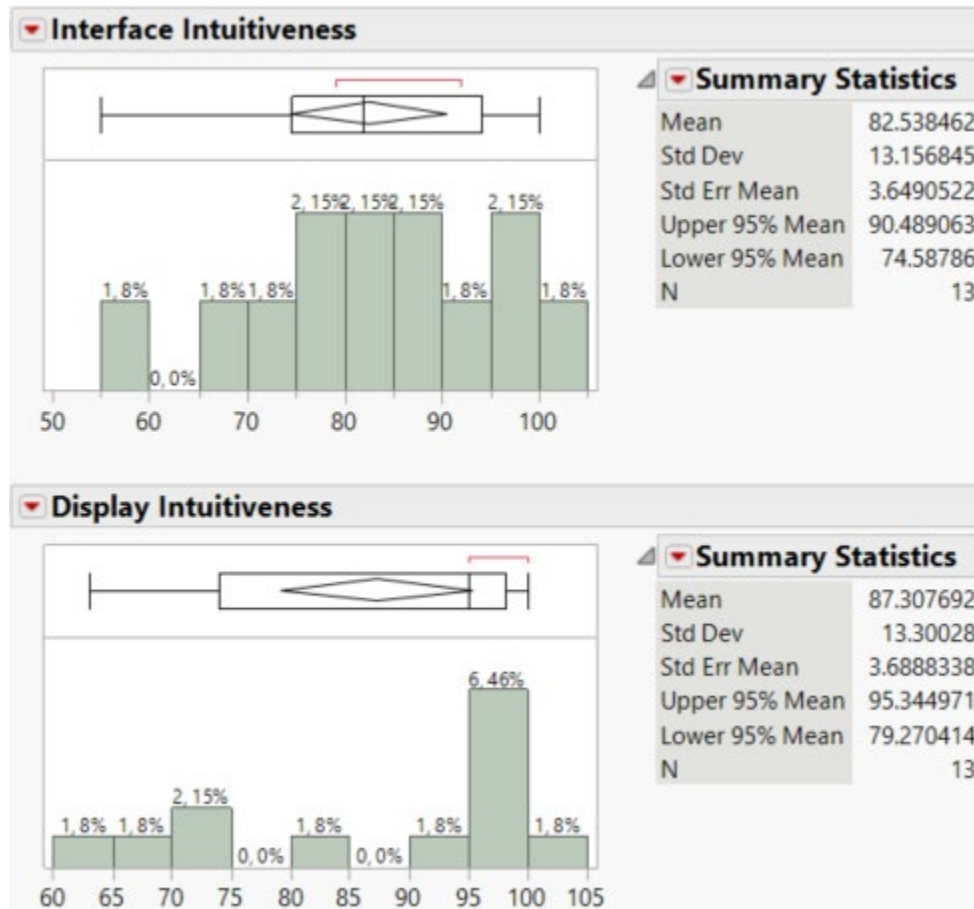 Interface Intuitiveness
Summary Statistics
Mean 82.538462
Std Dev 13.156845
Std Err Mean 3.6490522
Upper 95% Mean 90.489063
Lower 95% Mean 74.58786
N 13
2, 15% 2, 15% 2, 15% 2, 15%
1, 8% 1, 8% 1, 8% 1, 8% 1, 8%
0, 0%
50 60 70 80 90 100
Display Intuitiveness
Summary Statistics
Mean 87.307692
Std Dev 13.30028
Std Err Mean 3.6888338
Upper 95% Mean 95.344971
Lower 95% Mean 79.270414
N 13
6, 46%
2, 15%
1, 8% 1, 8% 1, 8% 1, 8% 1, 8%
0, 0% 0, 0%
60 65 70 75 80 85 90 95 100 105